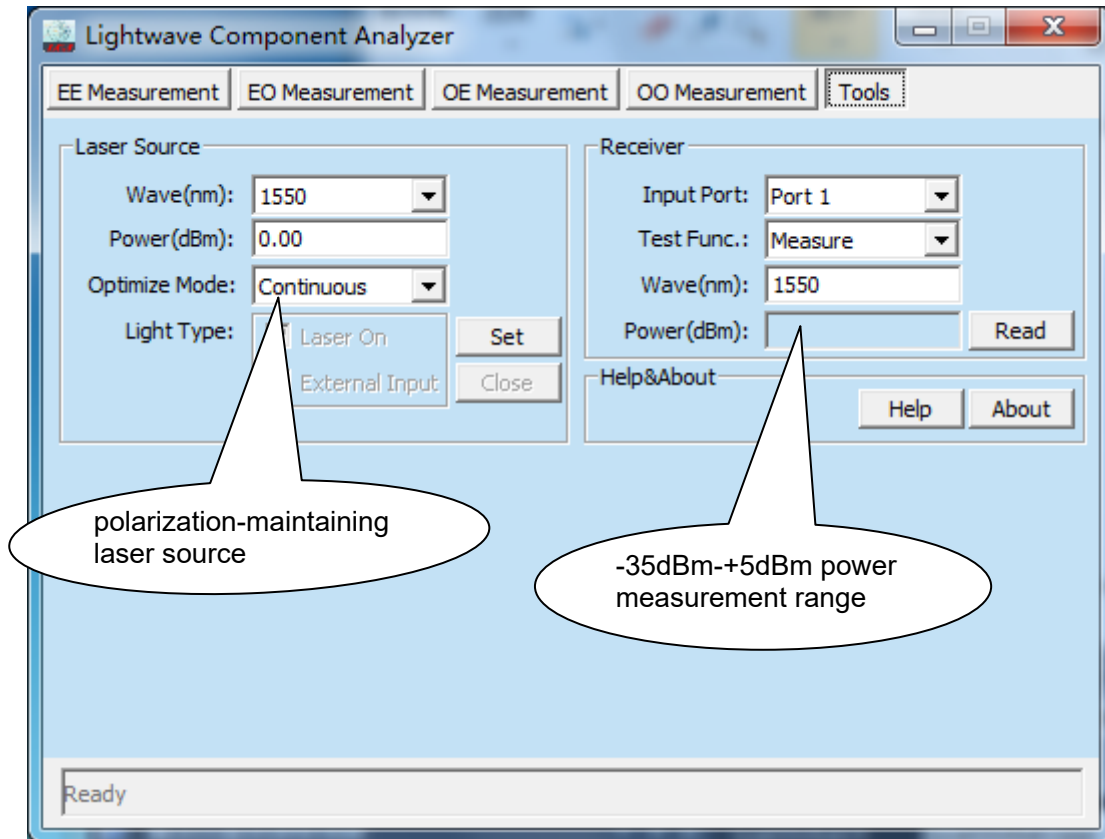 Lightwave Component Analyzer
EE Measurement EO Measurement OE Measurement OO Measurement Tools
Laser Source
Wave(nm): 1550
Power(dBm): 0.00
Optimize Mode: Continuous
Light Type: Laser On Set
External Input Close
Receiver
Input Port: Port 1
Test Func.: Measure
Wave(nm): 1550
Power(dBm): Read
Help&About
Help About
polarization-maintaining
laser source
-35dBm-+5dBm power
measurement range
Ready